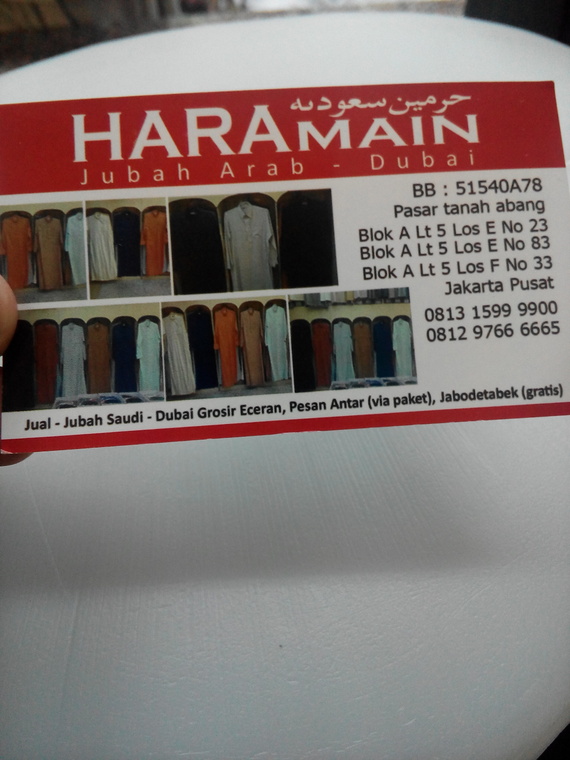 حرمين سعودية
HARAMAIN
Jubah Arab - Dubai
BB : 51540A78
Pasar tanah abang
Blok A Lt 5 Los E No 23
Blok A Lt 5 Los E No 83
Blok A Lt 5 Los F No 33
Jakarta Pusat
0813 1599 9900
0812 9766 6665
Jual - Jubah Saudi - Dubai Grosir Eceran, Pesan Antar (via paket), Jabodetabek (gratis)